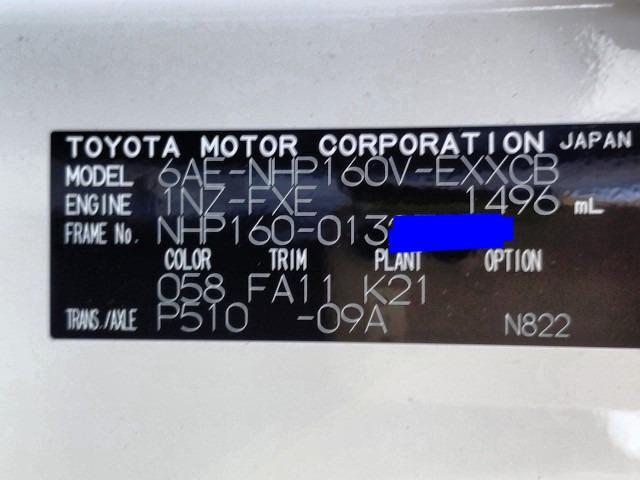 TOYOTA MOTOR CORPORATION JAPAN
MODEL 6AE-NHP160V-EXXCB
ENGINE 1NZ-FXE 1496 mL
FRAME No. NHP160-013
COLOR TRIM PLANT OPTION
058 FA11 K21
TRANS./AXLE P510 -09A N822